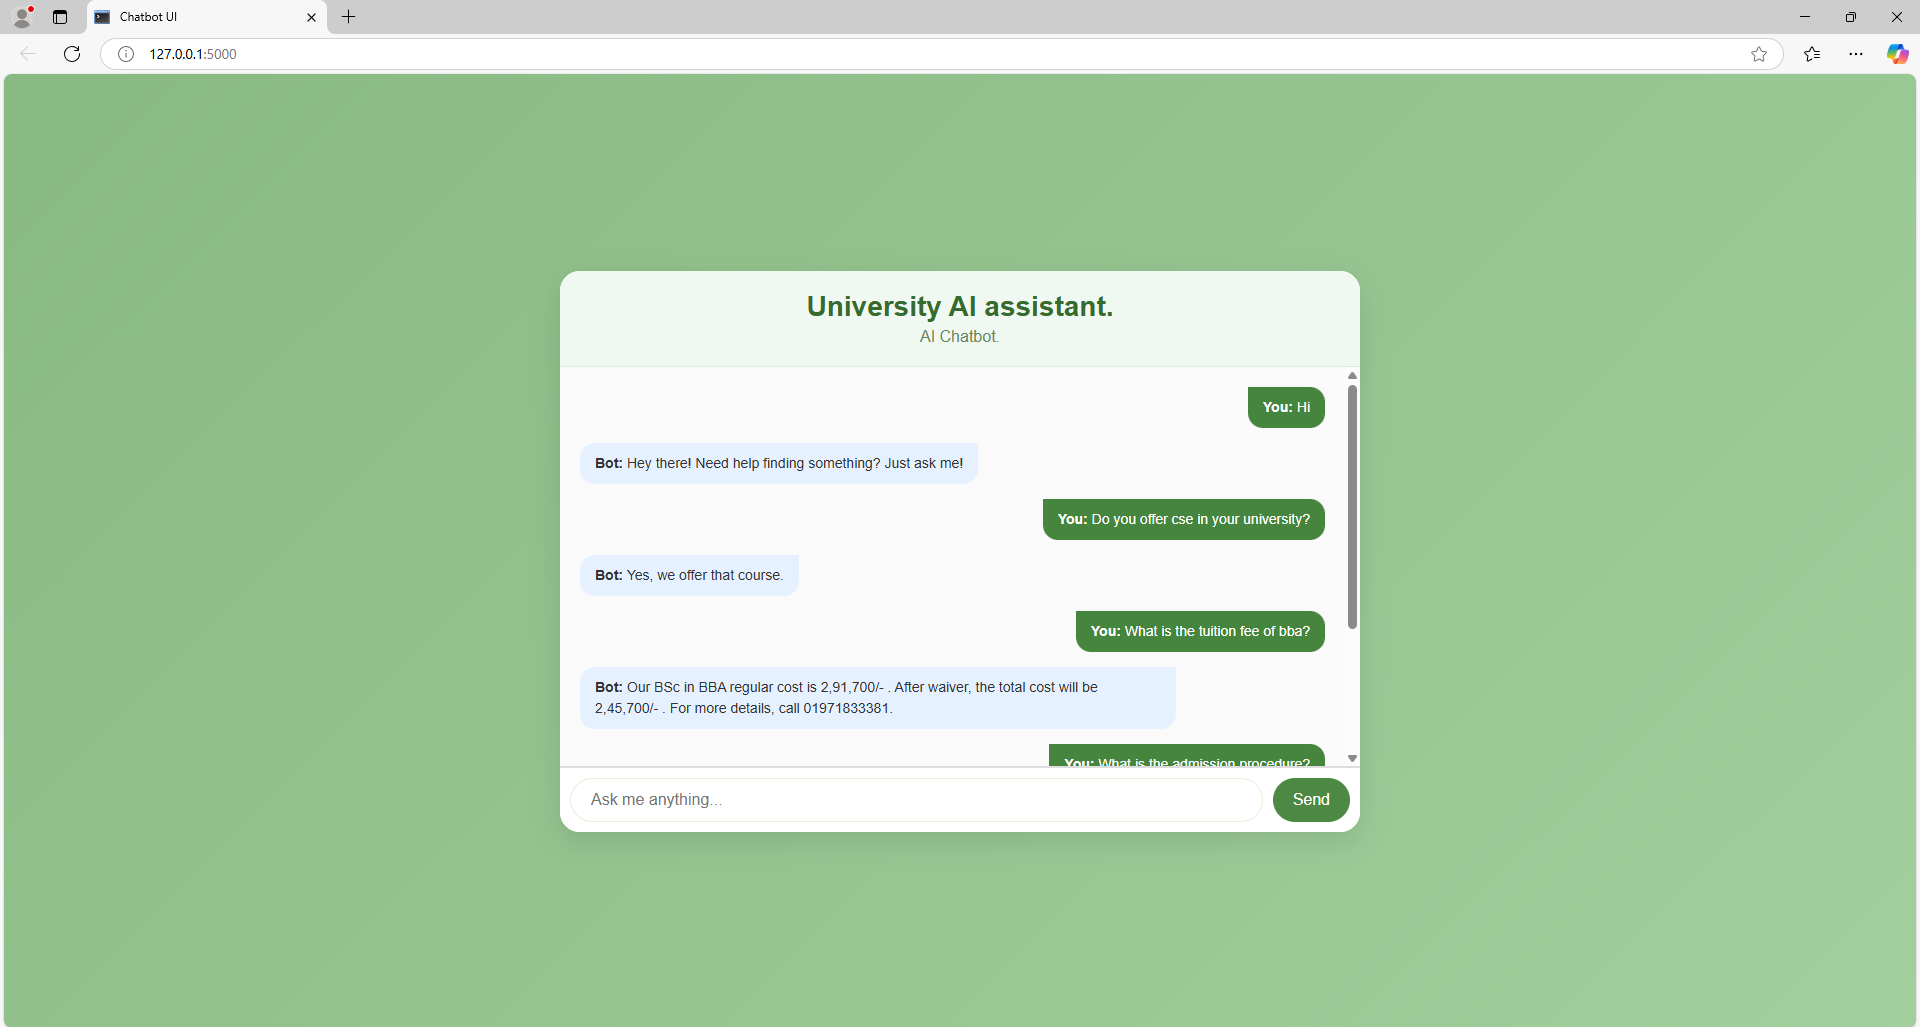 Chatbot UI
127.0.0.1:5000
University AI assistant.
AI Chatbot.
You: Hi
Bot: Hey there! Need help finding something? Just ask me!
You: Do you offer cse in your university?
Bot: Yes, we offer that course.
You: What is the tuition fee of bba?
Bot: Our BSc in BBA regular cost is 2,91,700/- . After waiver, the total cost will be
2,45,700/- . For more details, call 01971833381.
You: What is the admission procedure?
Ask me anything...
Send